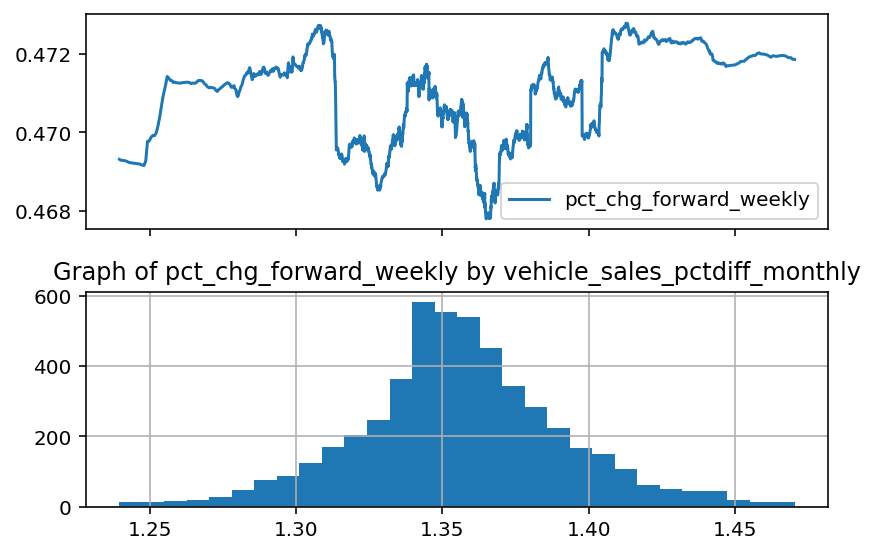 0.472
0.470
0.468
pct_chg_forward_weekly
Graph of pct_chg_forward_weekly by vehicle_sales_pctdiff_monthly
600
400
200
0
1.25 1.30 1.35 1.40 1.45